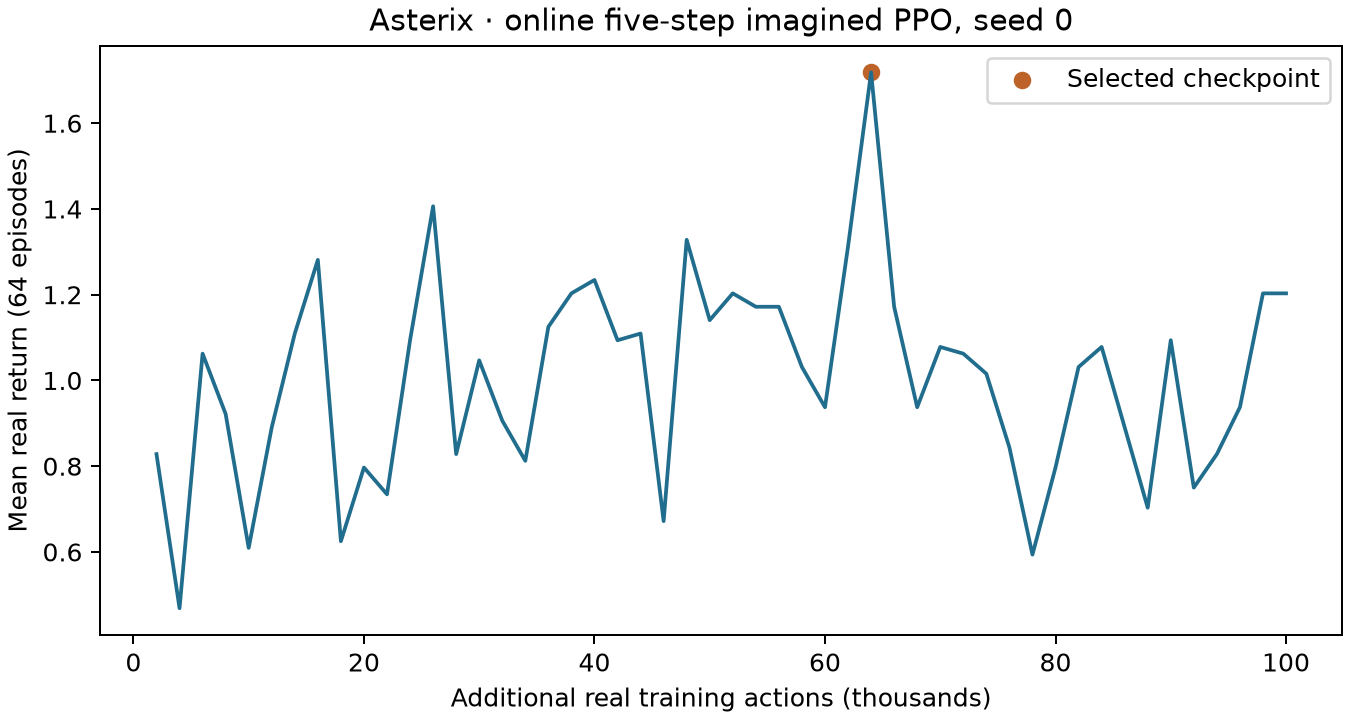 Asterix · online five-step imagined PPO, seed 0
Selected checkpoint
Mean real return (64 episodes)
1.6
1.4
1.2
1.0
0.8
0.6
0 20 40 60 80 100
Additional real training actions (thousands)